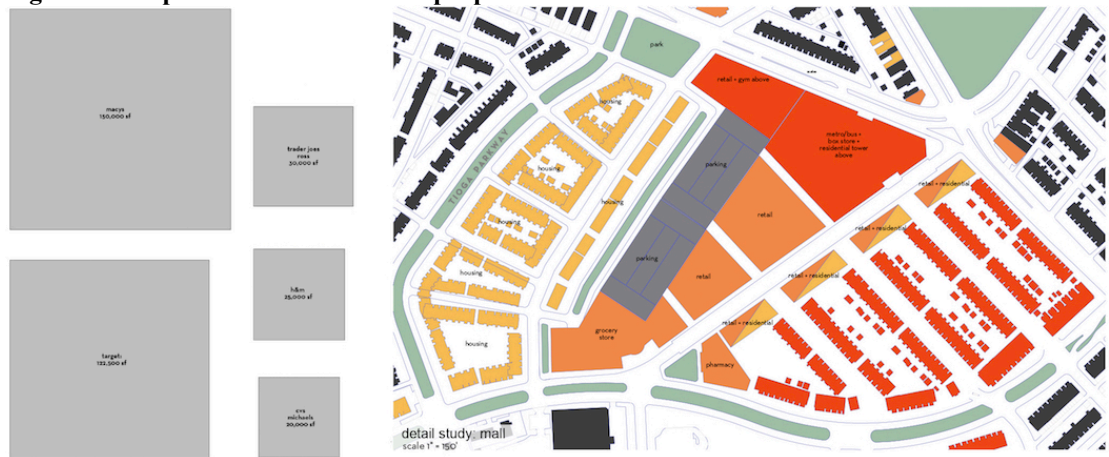 macys
150,000 sf
trader joes
ross
30,000 sf
h&m
25,000 sf
target:
122,500 sf
cvs
michaels
20,000 sf
park
retail + gym above
housing
TIOGA PARKWAY
metro/bus +
box store +
residential tower
above
parking
housing
retail + residential
housing
retail
housing
retail + residential
housing
parking
retail
retail + residential
grocery
store
retail + residential
housing
pharmacy
detail study: mall
scale 1" = 150'